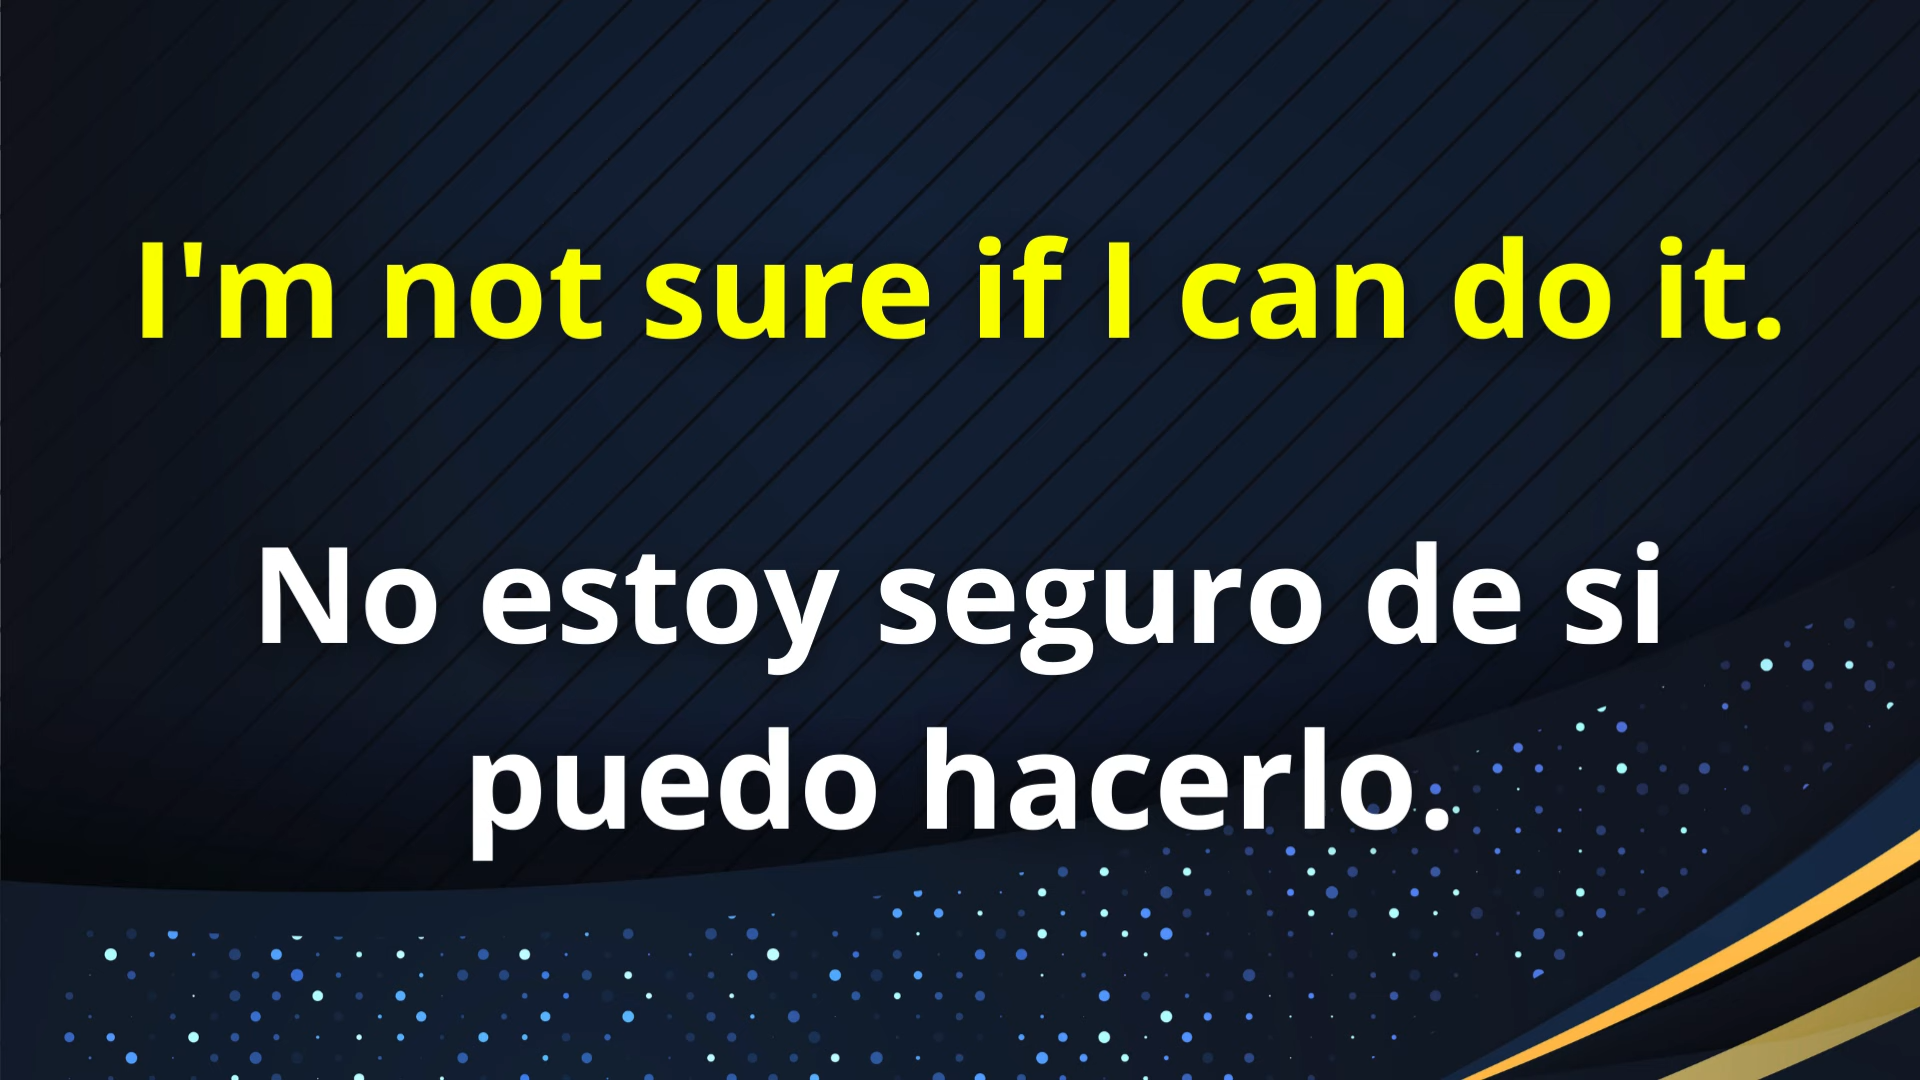 I'm not sure if I can do it.
No estoy seguro de si
puedo hacerlo.